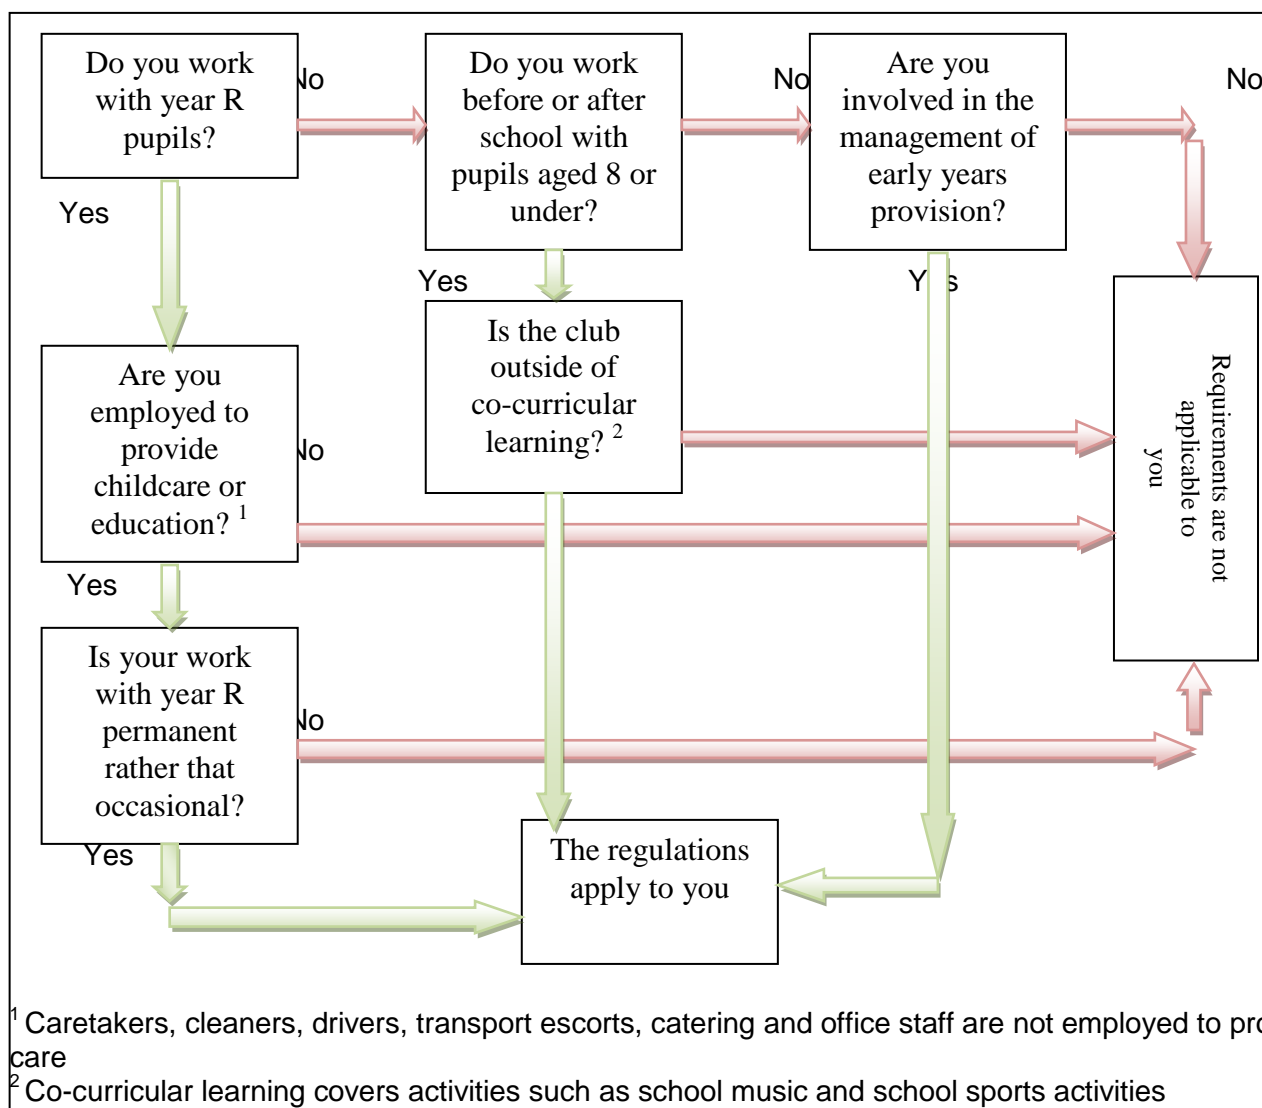 Do you work
with year R
pupils?
No
Do you work
before or after
school with
pupils aged 8 or
under?
No
Are you
involved in the
management of
early years
provision?
No
Yes
Yes
Yes
Is the club
outside of
co-curricular
learning? 2
Are you
employed to
provide
childcare or
education? 1
No
Requirements are not
applicable to
you
Yes
Is your work
with year R
permanent
rather that
occasional?
No
Yes
The regulations
apply to you
1 Caretakers, cleaners, drivers, transport escorts, catering and office staff are not employed to
care
2 Co-curricular learning covers activities such as school music and school sports activities